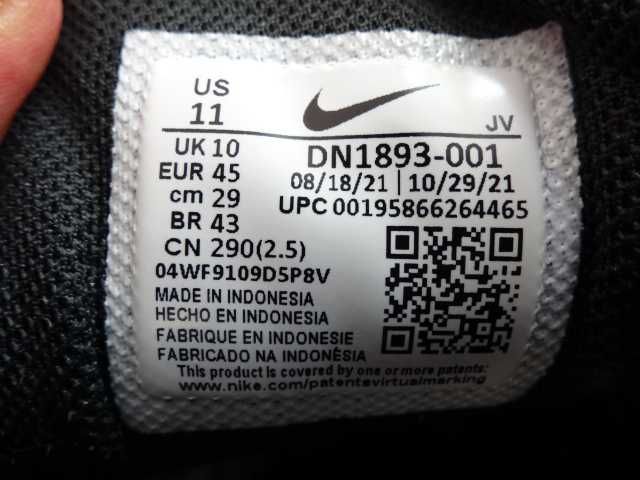 US
11
JV
UK 10
EUR 45
cm 29
BR 43
CN 290(2.5)
DN1893-001
08/18/21 | 10/29/21
UPC 00195866264465
04WF9109D5P8V
MADE IN INDONESIA
HECHO EN INDONESIA
FABRIQUE EN INDONESIE
FABRICADO NA INDONÈSIA
This product is covered by one or more patents:
www.nike.com/patentsvirtualmarking